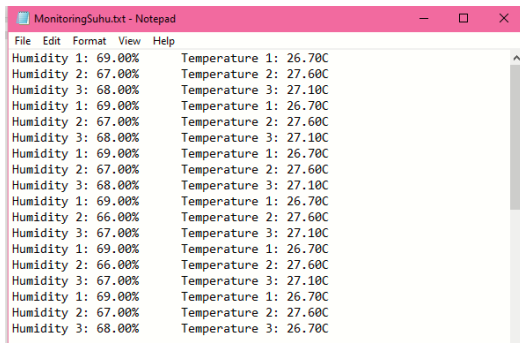 MonitoringSuhu.txt - Notepad
File Edit Format View Help
Humidity 1: 69.00% Temperature 1: 26.70C
Humidity 2: 67.00% Temperature 2: 27.60C
Humidity 3: 68.00% Temperature 3: 27.10C
Humidity 1: 69.00% Temperature 1: 26.70C
Humidity 2: 67.00% Temperature 2: 27.60C
Humidity 3: 68.00% Temperature 3: 27.10C
Humidity 1: 69.00% Temperature 1: 26.70C
Humidity 2: 67.00% Temperature 2: 27.60C
Humidity 3: 68.00% Temperature 3: 27.10C
Humidity 1: 69.00% Temperature 1: 26.70C
Humidity 2: 66.00% Temperature 2: 27.60C
Humidity 3: 67.00% Temperature 3: 27.10C
Humidity 1: 69.00% Temperature 1: 26.70C
Humidity 2: 66.00% Temperature 2: 27.60C
Humidity 3: 67.00% Temperature 3: 27.10C
Humidity 1: 69.00% Temperature 1: 26.70C
Humidity 2: 67.00% Temperature 2: 27.60C
Humidity 3: 68.00% Temperature 3: 26.70C